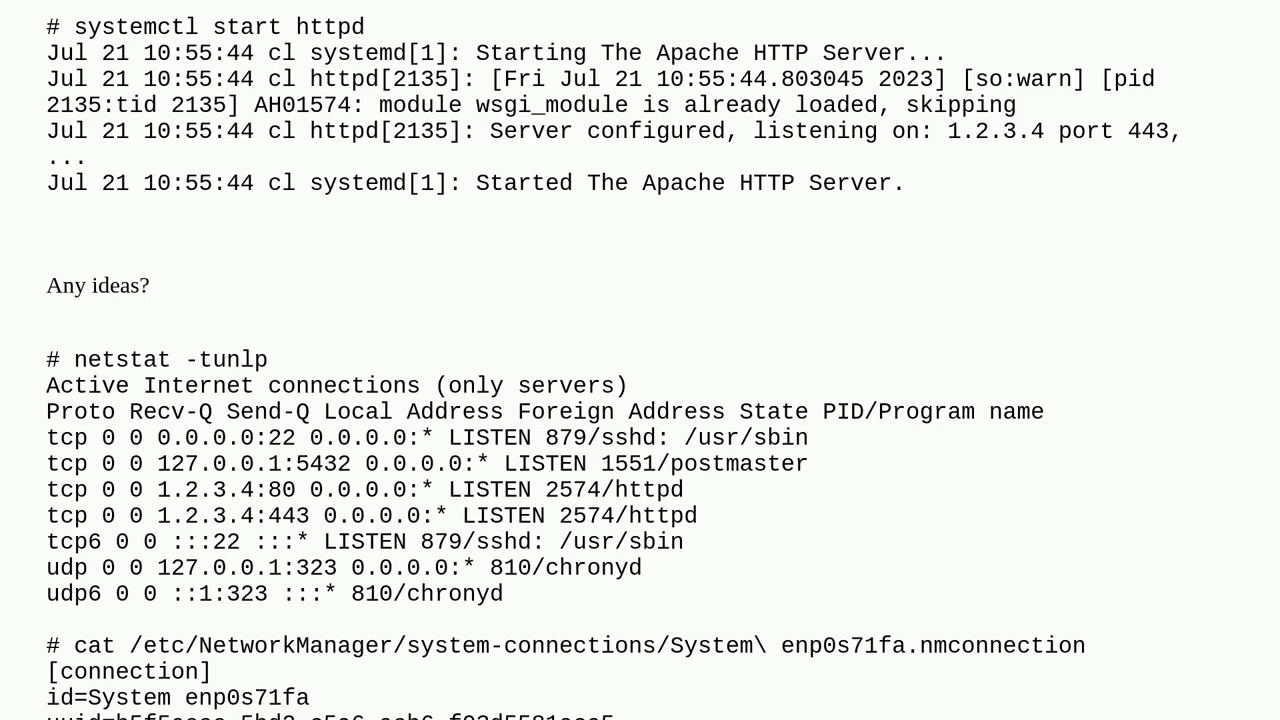 # systemctl start httpd
Jul 21 10:55:44 cl systemd[1]: Starting The Apache HTTP Server...
Jul 21 10:55:44 cl httpd[2135]: [Fri Jul 21 10:55:44.803045 2023] [so:warn] [pid
2135:tid 2135] AH01574: module wsgi_module is already loaded, skipping
Jul 21 10:55:44 cl httpd[2135]: Server configured, listening on: 1.2.3.4 port 443,
...
Jul 21 10:55:44 cl systemd[1]: Started The Apache HTTP Server.
Any ideas?
# netstat -tunlp
Active Internet connections (only servers)
Proto Recv-Q Send-Q Local Address Foreign Address State PID/Program name
tcp 0 0 0.0.0.0:22 0.0.0.0:* LISTEN 879/sshd: /usr/sbin
tcp 0 0 127.0.0.1:5432 0.0.0.0:* LISTEN 1551/postmaster
tcp 0 0 1.2.3.4:80 0.0.0.0:* LISTEN 2574/httpd
tcp 0 0 1.2.3.4:443 0.0.0.0:* LISTEN 2574/httpd
tcp6 0 0 :::22 :::* LISTEN 879/sshd: /usr/sbin
udp 0 0 127.0.0.1:323 0.0.0.0:* 810/chronyd
udp6 0 0 ::1:323 :::* 810/chronyd
# cat /etc/NetworkManager/system-connections/System\ enp0s71fa.nmconnection
[connection]
id=System enp0s71fa